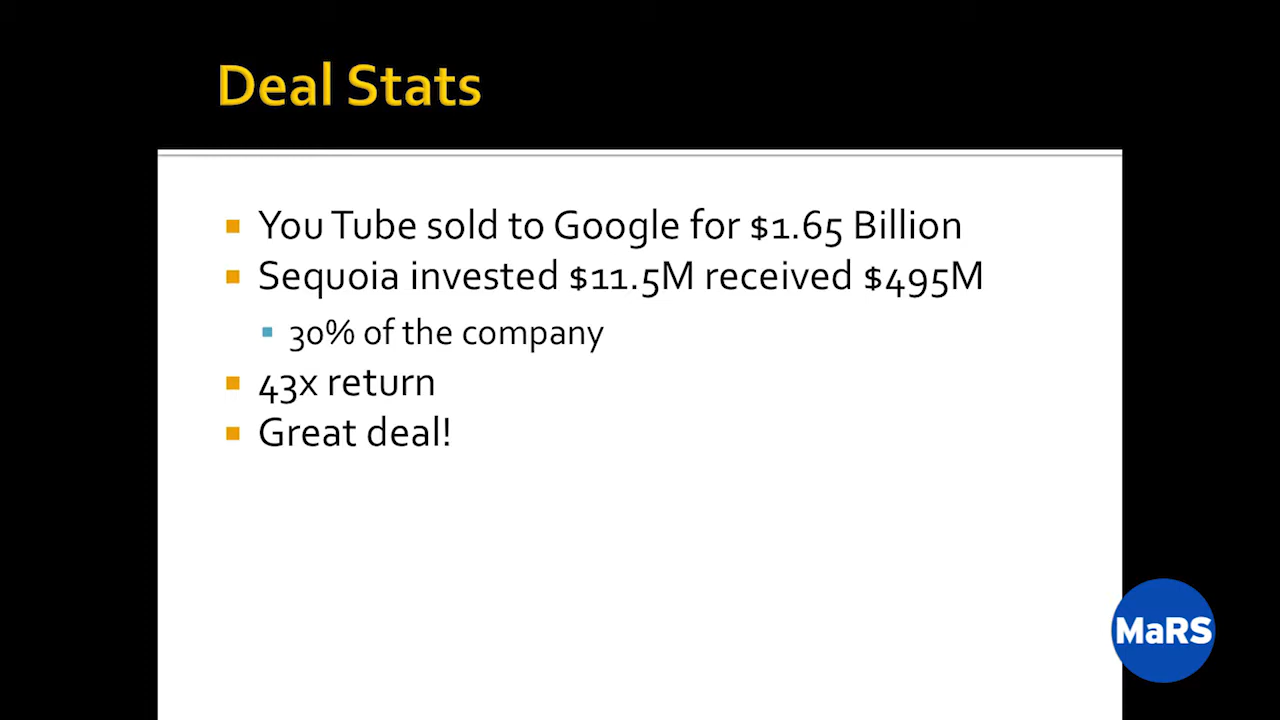 Deal Stats
You Tube sold to Google for $1.65 Billion
Sequoia invested $11.5M received $495M
30% of the company
43x return
Great deal!
MaRS